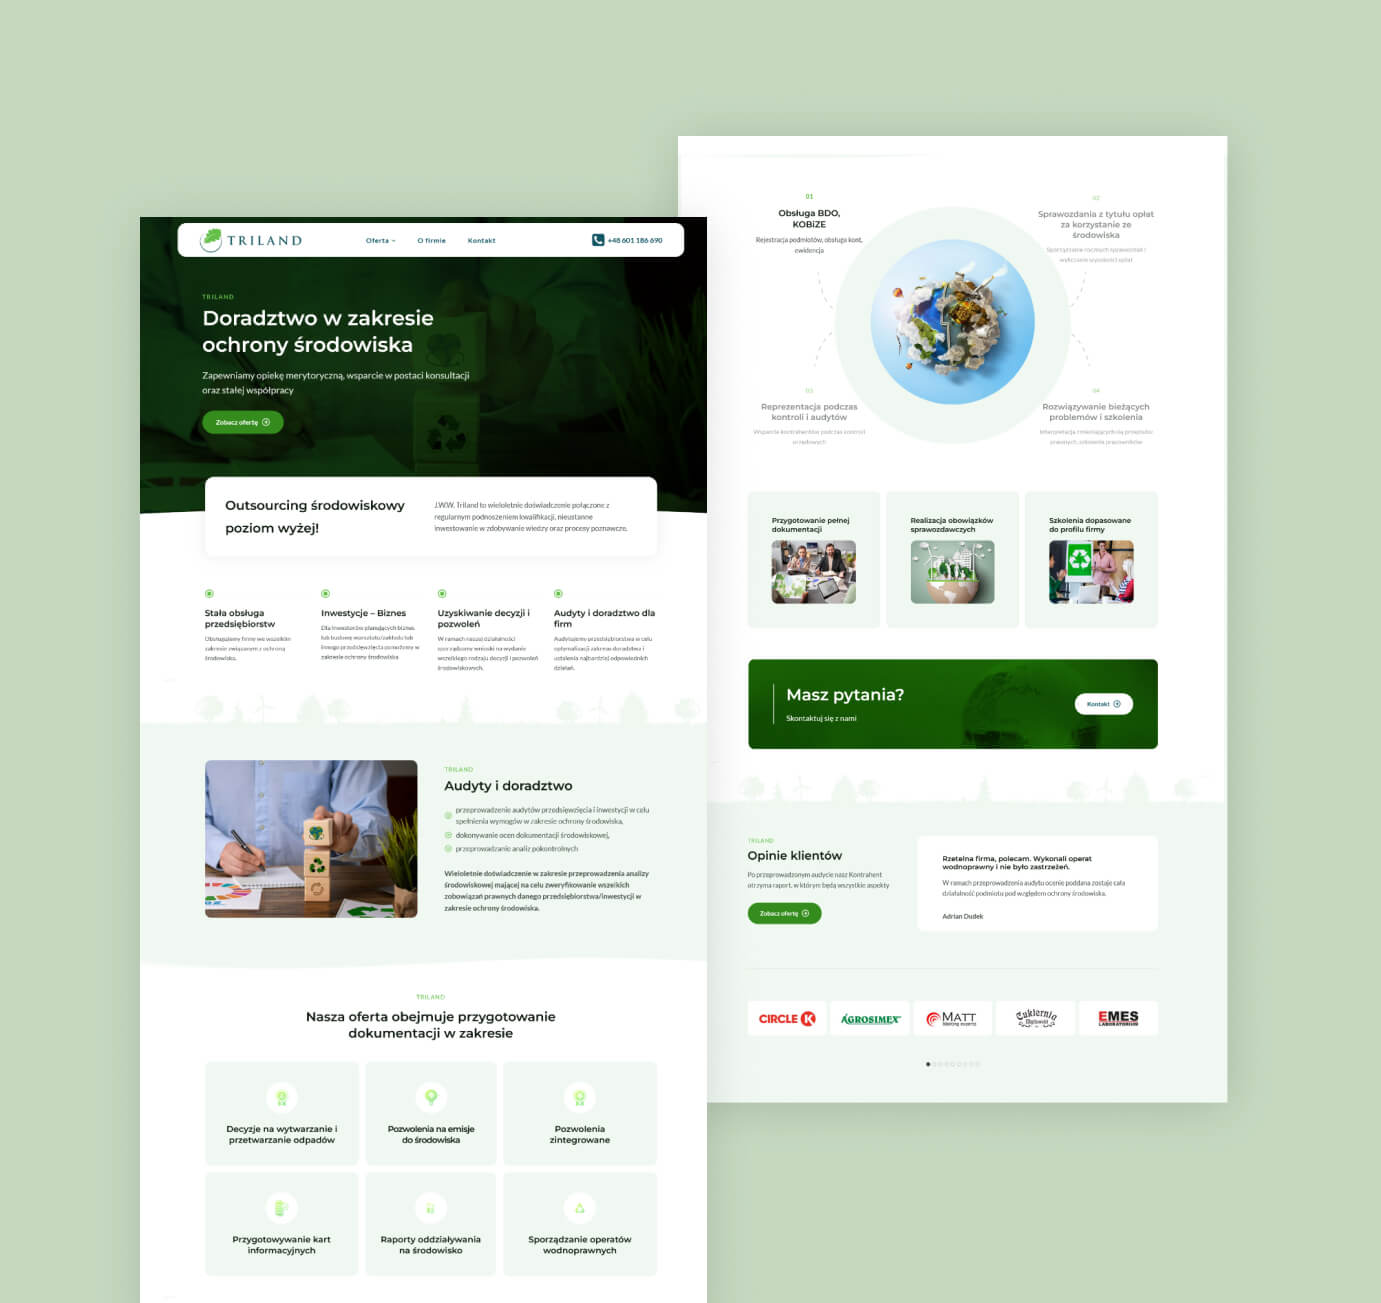 TRILAND
Oferta
O firmie
Kontakt
+48 601 186 690
TRILAND
Doradztwo w zakresie
ochrony środowiska
Zapewniamy opiekę merytoryczną, wsparcie w postaci konsultacji
oraz stałej współpracy
Zobacz ofertę
Outsourcing środowiskowy
poziom wyżej!
J.W.W. Triland to wieloletnie doświadczenie połączone z
regularnym podnoszeniem kwalifikacji, nieustanne
inwestowanie w zdobywanie wiedzy oraz procesy poznawcze.
Stała obsługa
przedsiębiorstw
Obsługujemy firmy we wszelkim
zakresie związanym z ochroną
środowiska.
Inwestycje – Biznes
Dla inwestorów planujących biznes
lub budowę warsztatu/zakładu lub
innego przedsięwzięcia pomożemy w
zakresie ochrony środowiska
Uzyskiwanie decyzji i
pozwoleń
W ramach naszej działalności
sporządzamy wnioski na wydanie
wszelkiego rodzaju decyzji i pozwoleń
środowiskowych.
Audyty i doradztwo dla
firm
Audytujemy przedsiębiorstwa w celu
optymalizacji zakresu doradztwa i
ustalenia najbardziej odpowiednich
działań.
TRILAND
Audyty i doradztwo
przeprowadzenie audytów przedsięwzięcia i inwestycji w celu
spełnienia wymogów w zakresie ochrony środowiska,
dokonywanie ocen dokumentacji środowiskowej,
przeprowadzanie analiz pokontrolnych
Wieloletnie doświadczenie w zakresie przeprowadzenia analizy
środowiskowej mającej na celu zweryfikowanie wszelkich
zobowiązań prawnych danego przedsiębiorstwa/inwestycji w
zakresie ochrony środowiska.
TRILAND
Nasza oferta obejmuje przygotowanie
dokumentacji w zakresie
Decyzje na wytwarzanie i
przetwarzanie odpadów
Pozwolenia na emisje
do środowiska
Pozwolenia
zintegrowane
Przygotowywanie kart
informacyjnych
Raporty oddziaływania
na środowisko
Sporządzanie operatów
wodnoprawnych
01
Obsługa BDO,
KOBiZE
Rejestracja podmiotów, obsługa kont,
ewidencja
02
Sprawozdania z tytułu opłat
za korzystanie ze
środowiska
Sporządzanie rocznych sprawozdań i
wyliczanie wysokości opłat
03
Reprezentacja podczas
kontroli i audytów
Wsparcie kontrahentów podczas kontroli
urzędowych
04
Rozwiązywanie bieżących
problemów i szkolenia
Interpretacja zmieniających się przepisów
prawnych, szkolenia pracowników
Przygotowanie pełnej
dokumentacji
Realizacja obowiązków
sprawozdawczych
Szkolenia dopasowane
do profilu firmy
Masz pytania?
Skontaktuj się z nami
Kontakt
TRILAND
Opinie klientów
Po przeprowadzonym audycie nasz Kontrahent
otrzyma raport, w którym będą wszystkie aspekty
Zobacz ofertę
Rzetelna firma, polecam. Wykonali operat
wodnoprawny i nie było zastrzeżeń.
W ramach przeprowadzenia audytu ocenie poddana zostaje cała
działalność podmiotu pod względem ochrony środowiska.
Adrian Dudek
CIRCLE K
AGROSIMEX
MATT
Cukiernia
EMES
LABORATORIUM